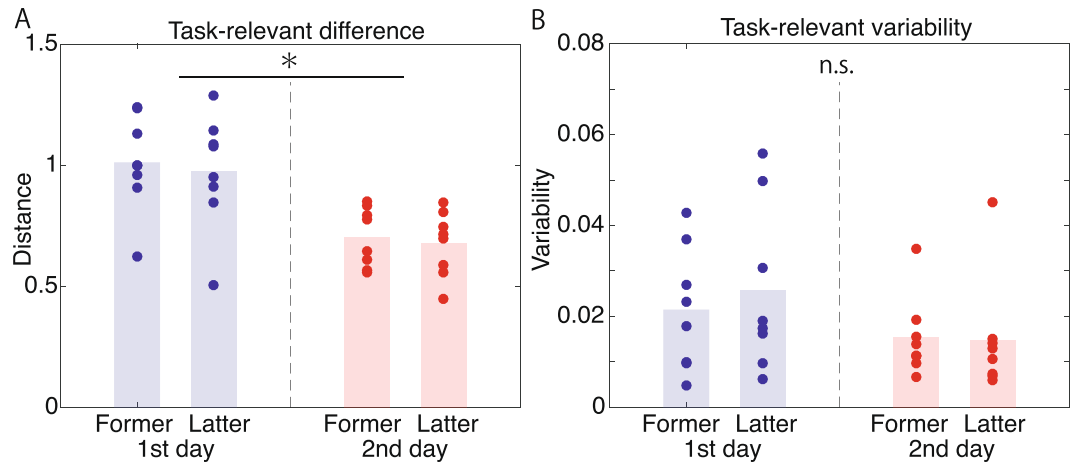 A
Task-relevant difference
1.5
1
0.5
0
Distance
*
Former Latter
1st day
Former Latter
2nd day
B
Task-relevant variability
0.08
0.06
0.04
0.02
0
Variability
n.s.
Former Latter
1st day
Former Latter
2nd day